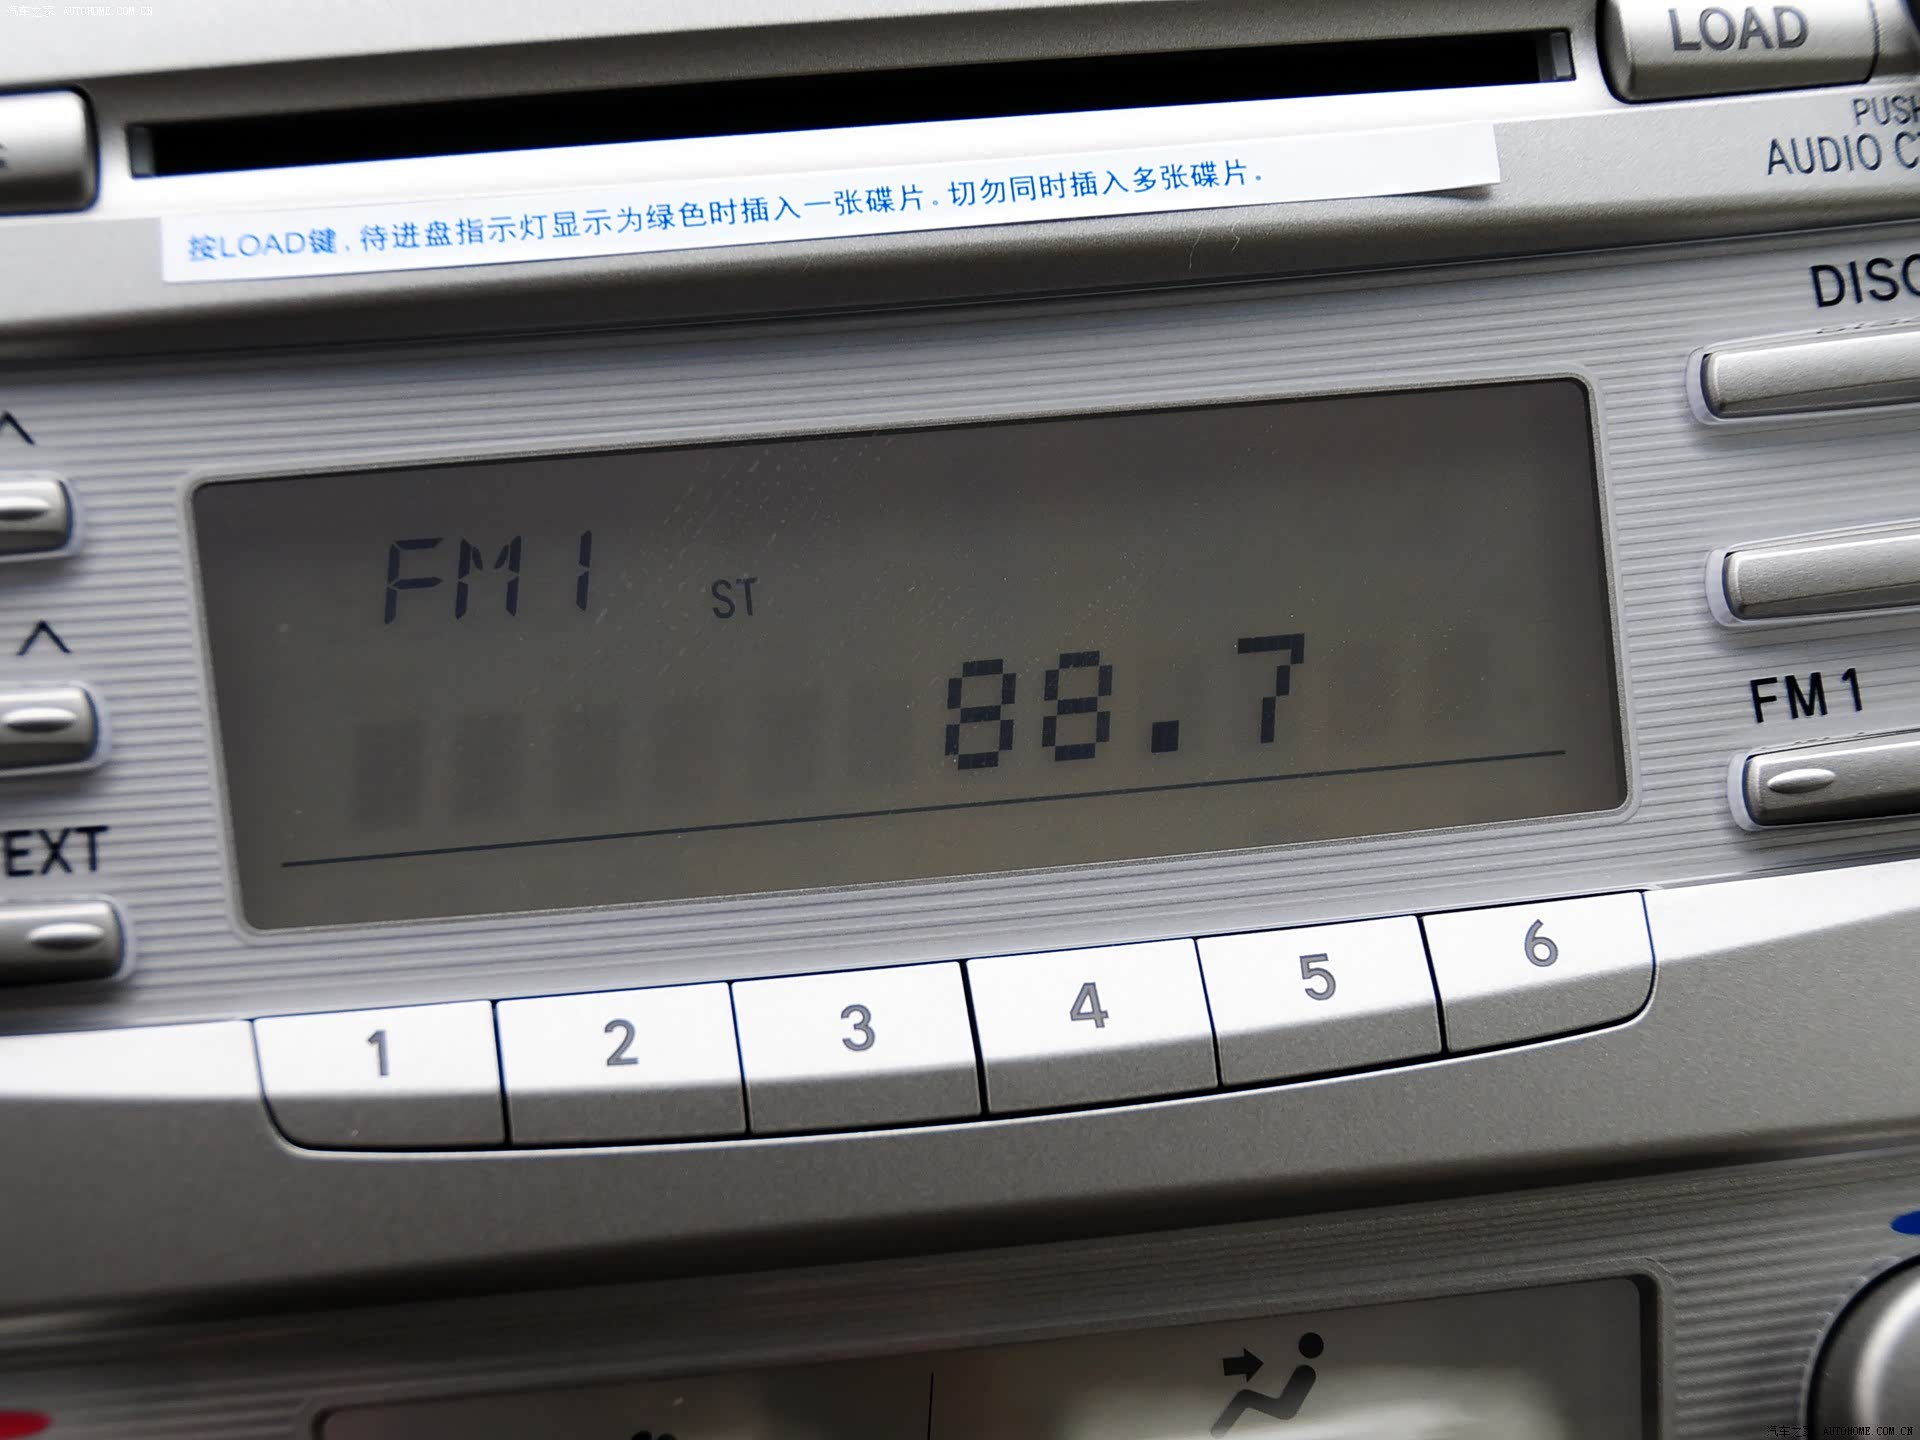 汽车之家 AUTOHOME.COM.CN
LOAD
PUSH
AUDIO
按LOAD键，待进盘指示灯显示为绿色时插入一张碟片。切勿同时插入多张碟片。
DISC
FM1 ST
88.7
FM1
EXT
1 2 3 4 5 6
汽车之家 AUTOHOME.COM.CN